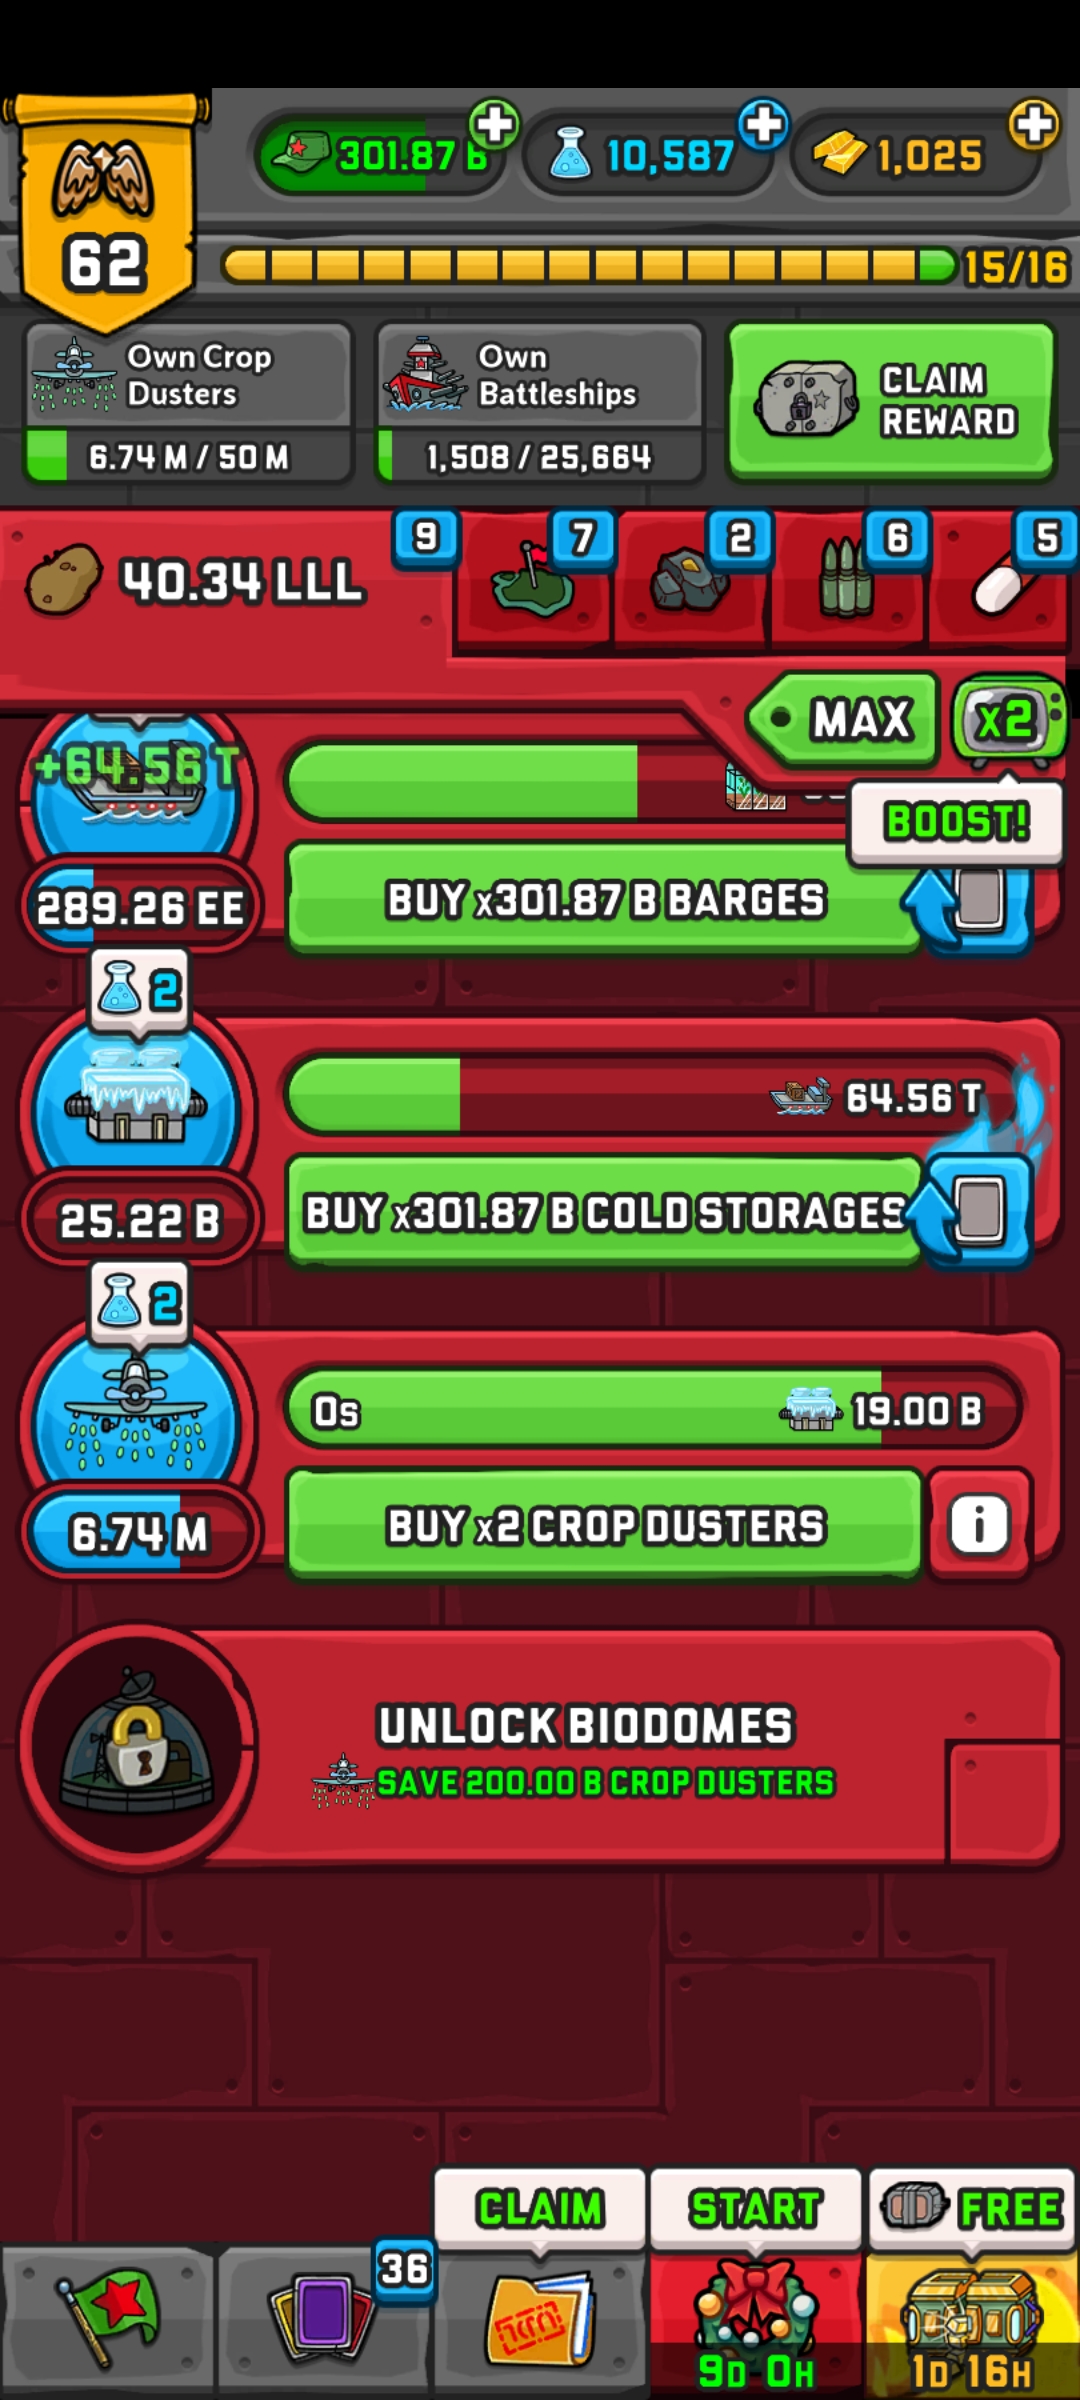 301.87 B
10,587
1,025
62
15/16
Own Crop
Dusters
6.74 M / 50 M
Own
Battleships
1,508 / 25,664
CLAIM
REWARD
40.34 LLL
9
7
2
6
5
MAX
x2
BOOST!
+64.56 T
289.26 EE
BUY x301.87 B BARGES
2
64.56 T
25.22 B
BUY x301.87 B COLD STORAGES
2
0s
19.00 B
6.74 M
BUY x2 CROP DUSTERS
i
UNLOCK BIODOMES
SAVE 200.00 B CROP DUSTERS
36
CLAIM
START
FREE
9D 0H
1D 16H